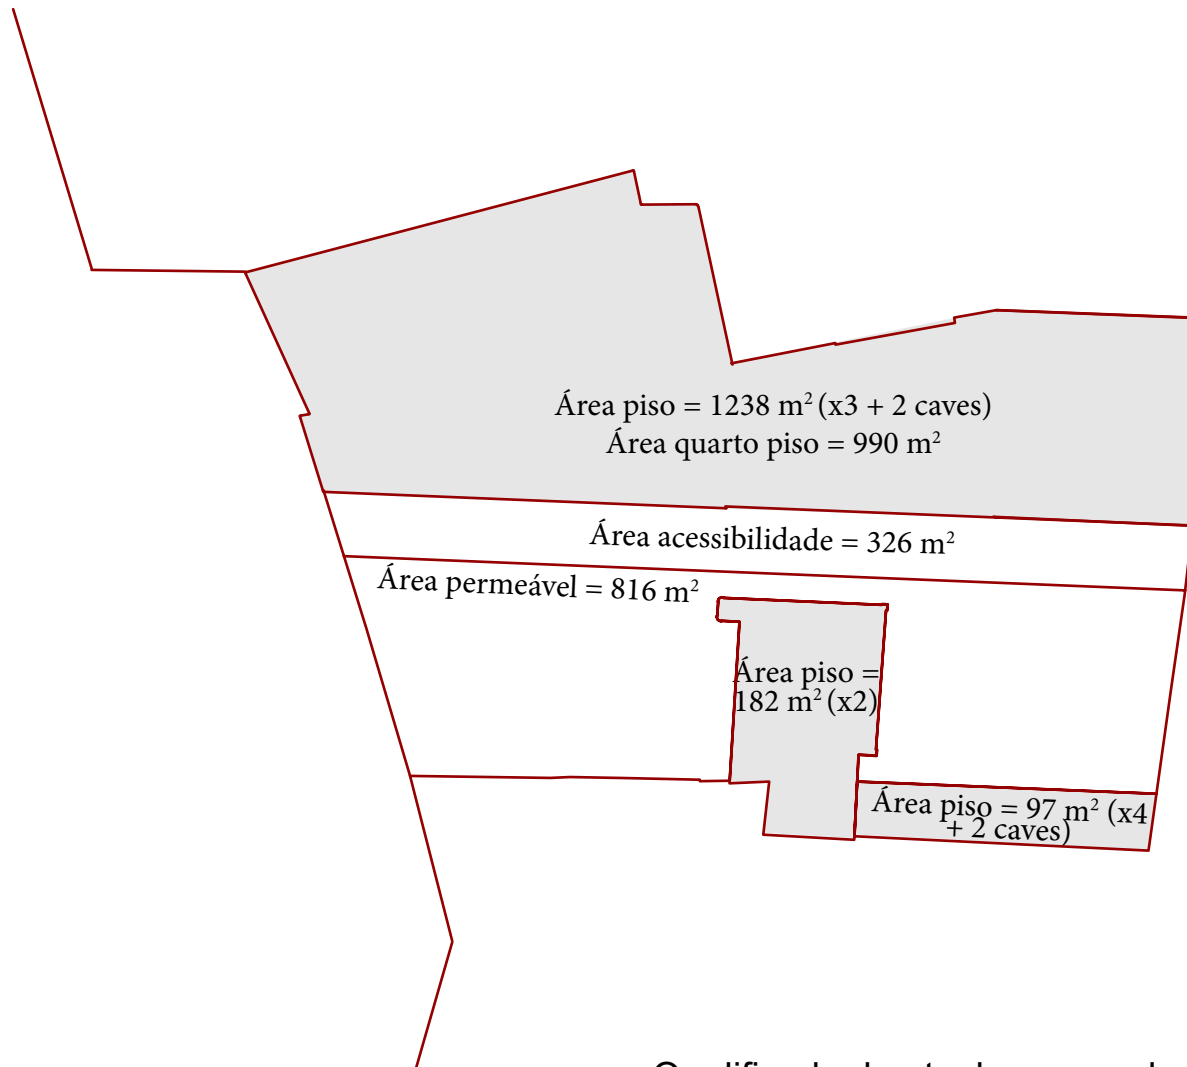 Área piso = 1238 m² (x3 + 2 caves)
Área quarto piso = 990 m²
Área acessibilidade = 326 m²
Área permeável = 816 m²
Área piso =
182 m² (x2)
Área piso = 97 m² (x4
+ 2 caves)